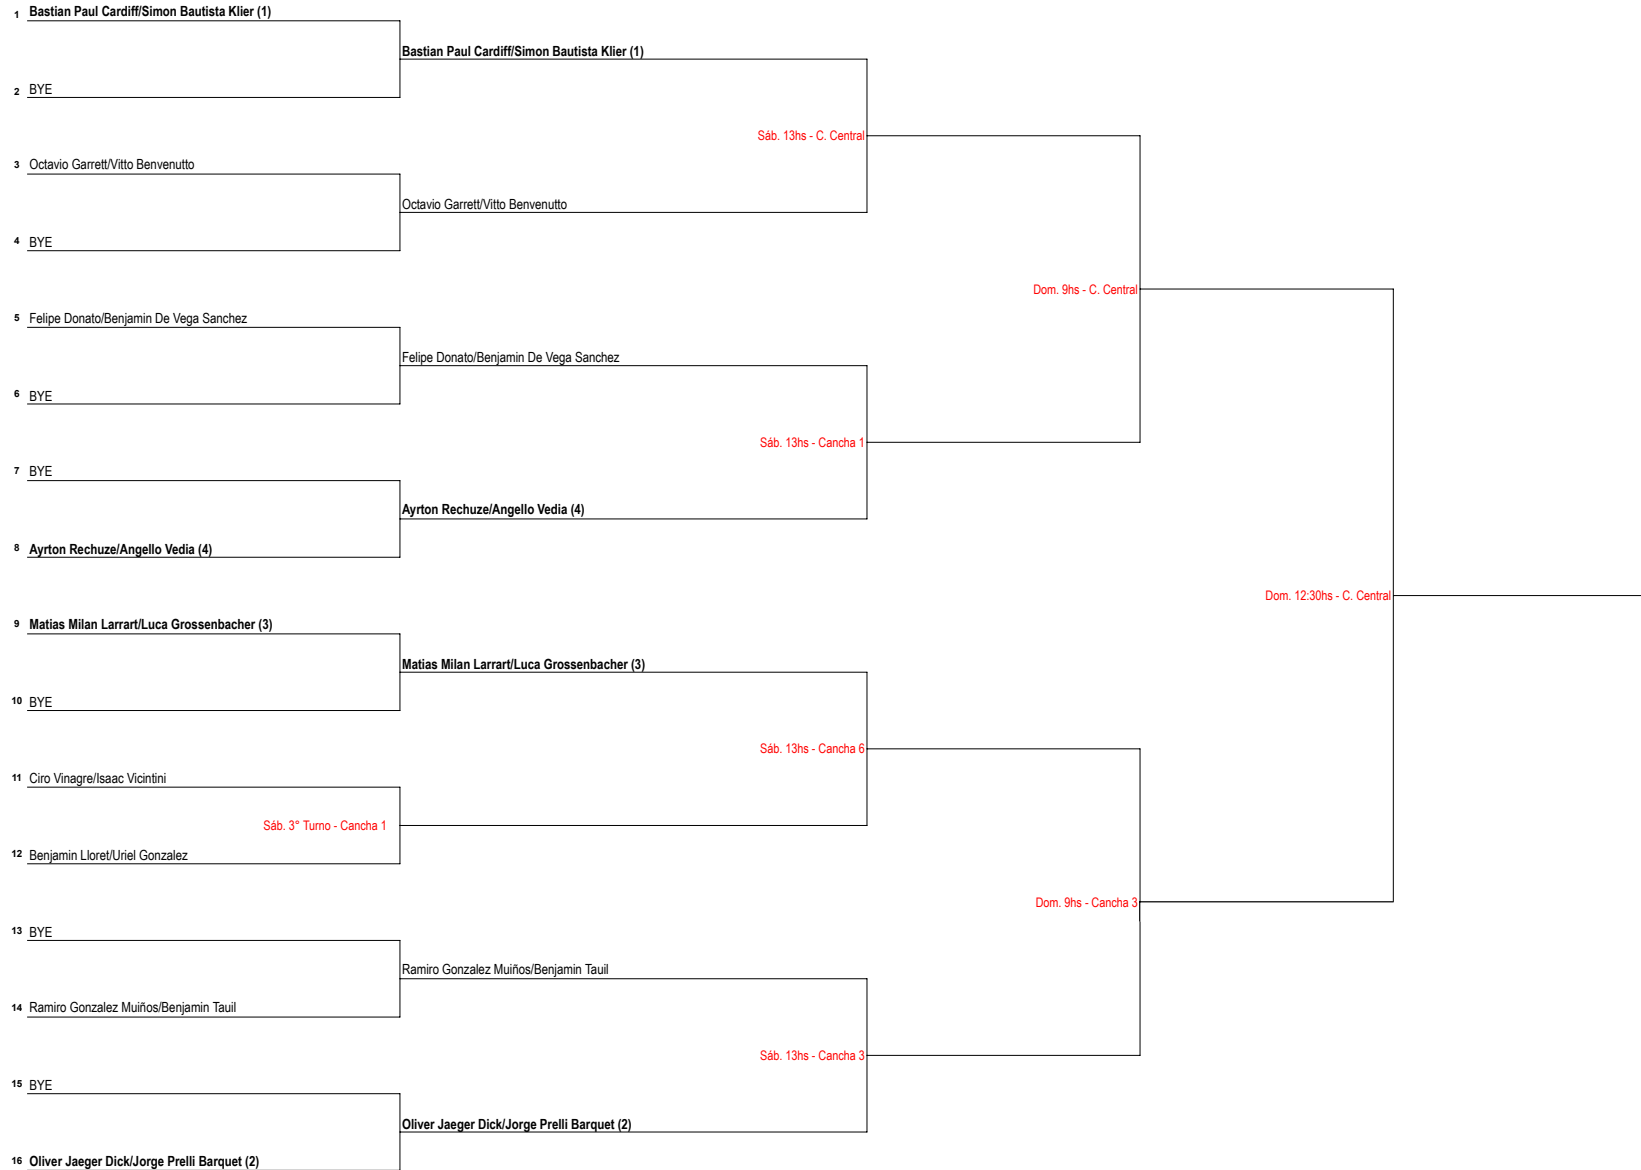 1 Bastian Paul Cardiff/Simon Bautista Klier (1)
Bastian Paul Cardiff/Simon Bautista Klier (1)
2 BYE
Sáb. 13hs - C. Central
3 Octavio Garrett/Vitto Benvenutto
Octavio Garrett/Vitto Benvenutto
4 BYE
Dom. 9hs - C. Central
5 Felipe Donato/Benjamin De Vega Sanchez
Felipe Donato/Benjamin De Vega Sanchez
6 BYE
Sáb. 13hs - Cancha 1
7 BYE
Ayrton Rechuze/Angello Vedia (4)
8 Ayrton Rechuze/Angello Vedia (4)
Dom. 12:30hs - C. Central
9 Matias Milan Larrart/Luca Grossenbacher (3)
Matias Milan Larrart/Luca Grossenbacher (3)
10 BYE
Sáb. 13hs - Cancha 6
11 Ciro Vinagre/Isaac Vicintini
Sáb. 3° Turno - Cancha 1
12 Benjamin Lloret/Uriel Gonzalez
Dom. 9hs - Cancha 3
13 BYE
Ramiro Gonzalez Muiños/Benjamin Tauil
14 Ramiro Gonzalez Muiños/Benjamin Tauil
Sáb. 13hs - Cancha 3
15 BYE
Oliver Jaeger Dick/Jorge Prelli Barquet (2)
16 Oliver Jaeger Dick/Jorge Prelli Barquet (2)